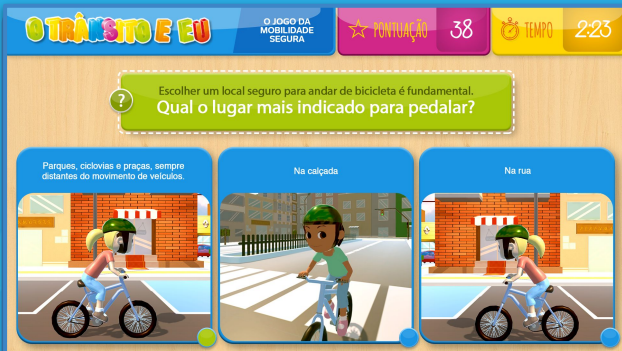 O TRÂNSITO E EU
O JOGO DA
MOBILIDADE
SEGURA
PONTUAÇÃO 38
TEMPO 2:23
?
Escolher um local seguro para andar de bicicleta é fundamental.
Qual o lugar mais indicado para pedalar?
Parques, ciclovias e praças, sempre
distantes do movimento de veículos.
Na calçada
Na rua